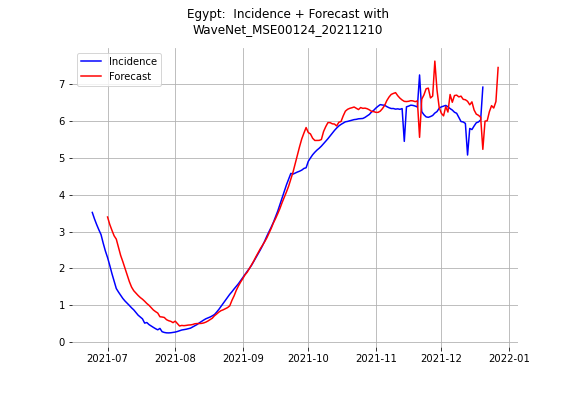 Egypt:  Incidence + Forecast with
WaveNet_MSE00124_20211210
Incidence
Forecast
7
6
5
4
3
2
1
0
2021-07 2021-08 2021-09 2021-10 2021-11 2021-12 2022-01